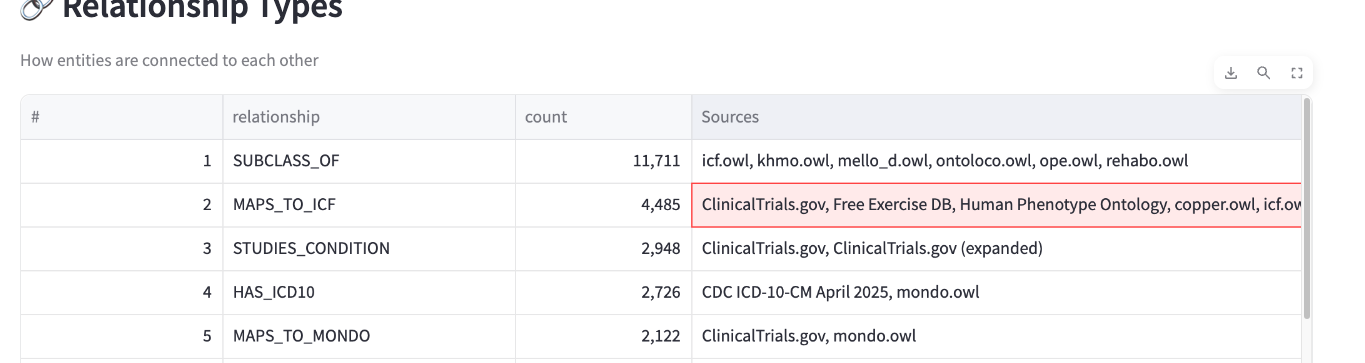 Relationship Types
How entities are connected to each other
# relationship count Sources
1 SUBCLASS_OF 11,711 icf.owl, khmo.owl, mello_d.owl, ontoloco.owl, ope.owl, rehabo.owl
2 MAPS_TO_ICF 4,485 ClinicalTrials.gov, Free Exercise DB, Human Phenotype Ontology, copper.owl, icf.ow
3 STUDIES_CONDITION 2,948 ClinicalTrials.gov, ClinicalTrials.gov (expanded)
4 HAS_ICD10 2,726 CDC ICD-10-CM April 2025, mondo.owl
5 MAPS_TO_MONDO 2,122 ClinicalTrials.gov, mondo.owl